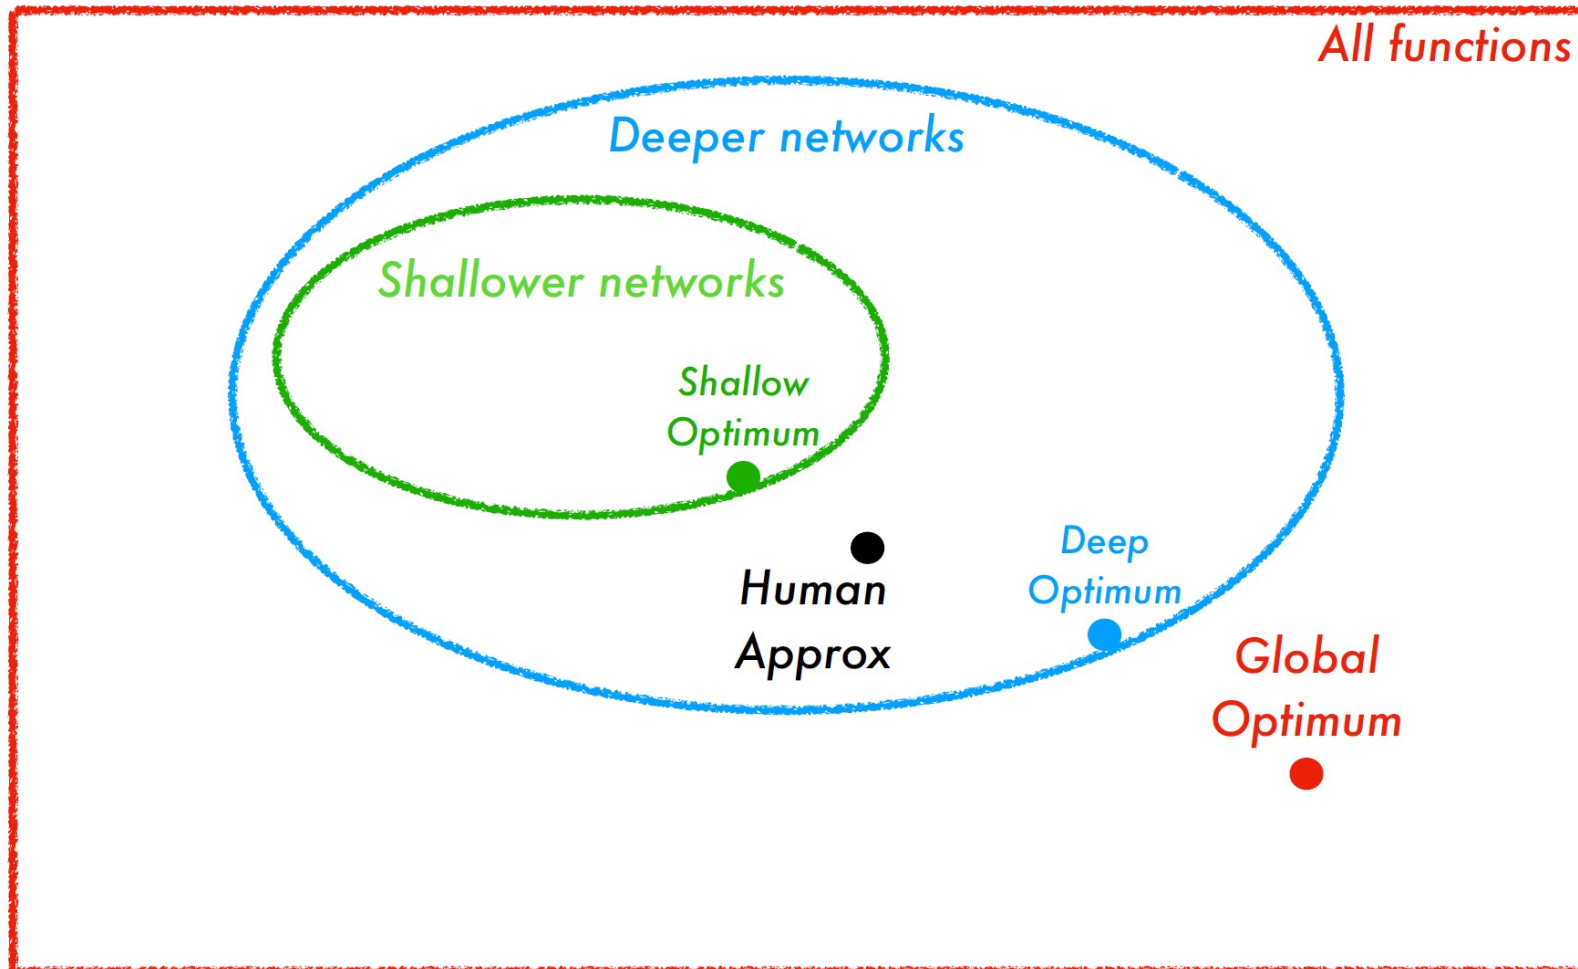 All functions
Deeper networks
Shallower networks
Shallow
Optimum
Human
Approx
Deep
Optimum
Global
Optimum